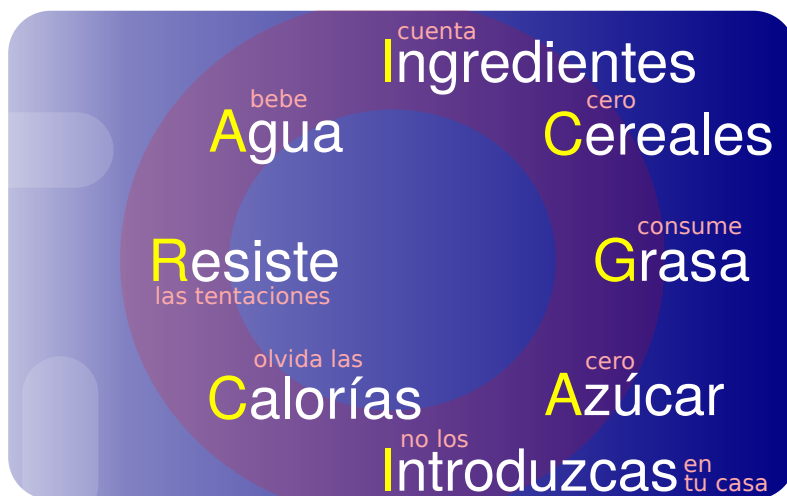 cuenta
Ingredientes
bebe
Agua
cero
Cereales
Resiste
las tentaciones
consume
Grasa
olvida las
Calorías
cero
Azúcar
no los
Introduzcas en
tu casa